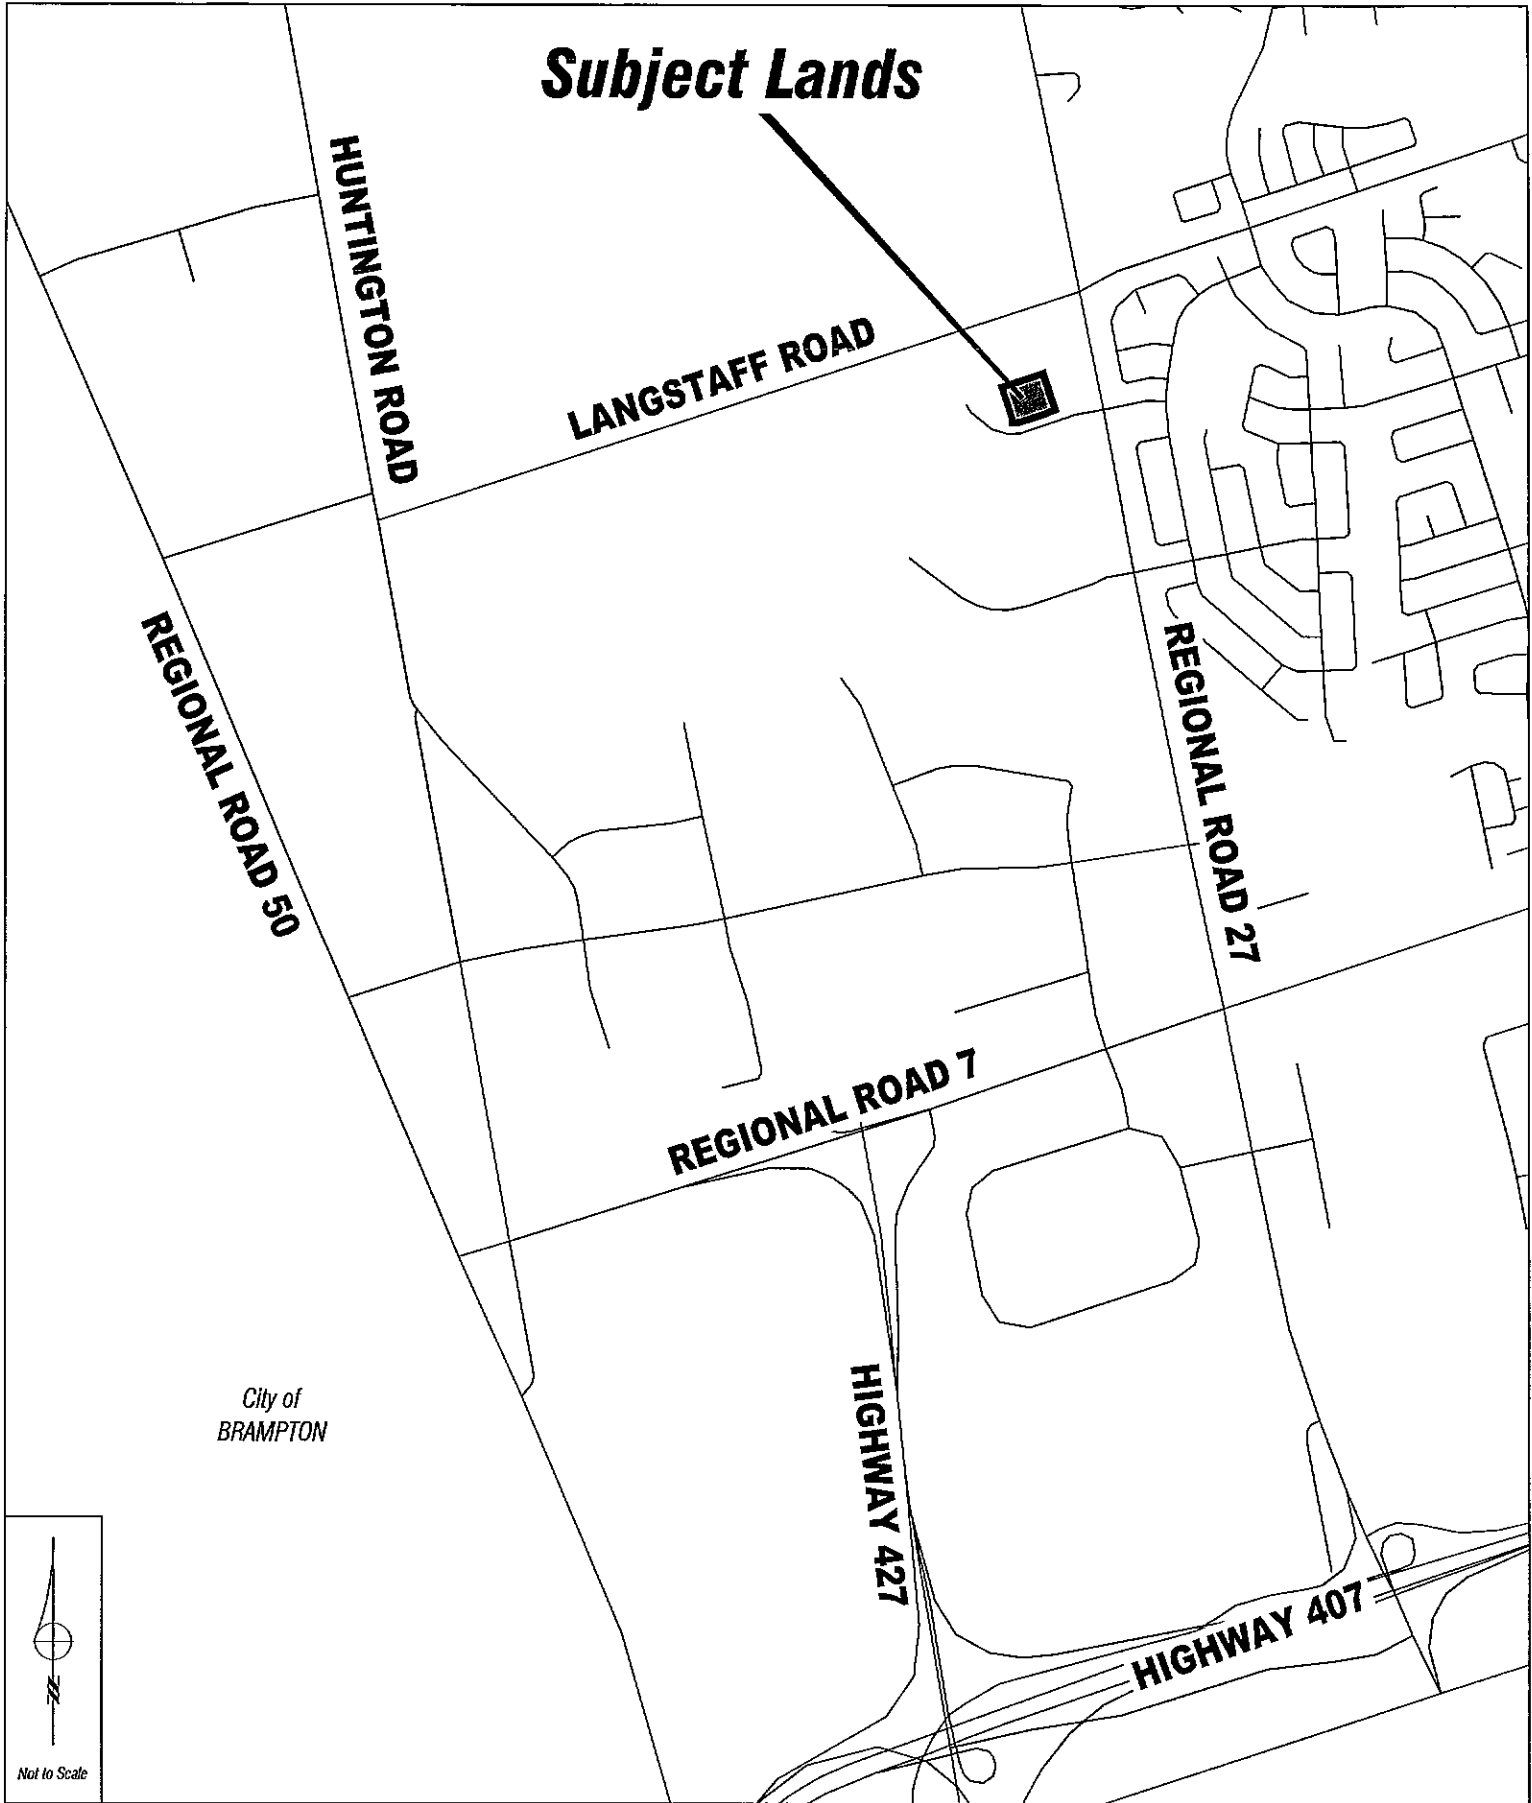 Subject Lands
HUNTINGTON ROAD
LANGSTAFF ROAD
REGIONAL ROAD 50
REGIONAL ROAD 27
REGIONAL ROAD 7
City of
BRAMPTON
HIGHWAY 427
HIGHWAY 407
N
Not to Scale